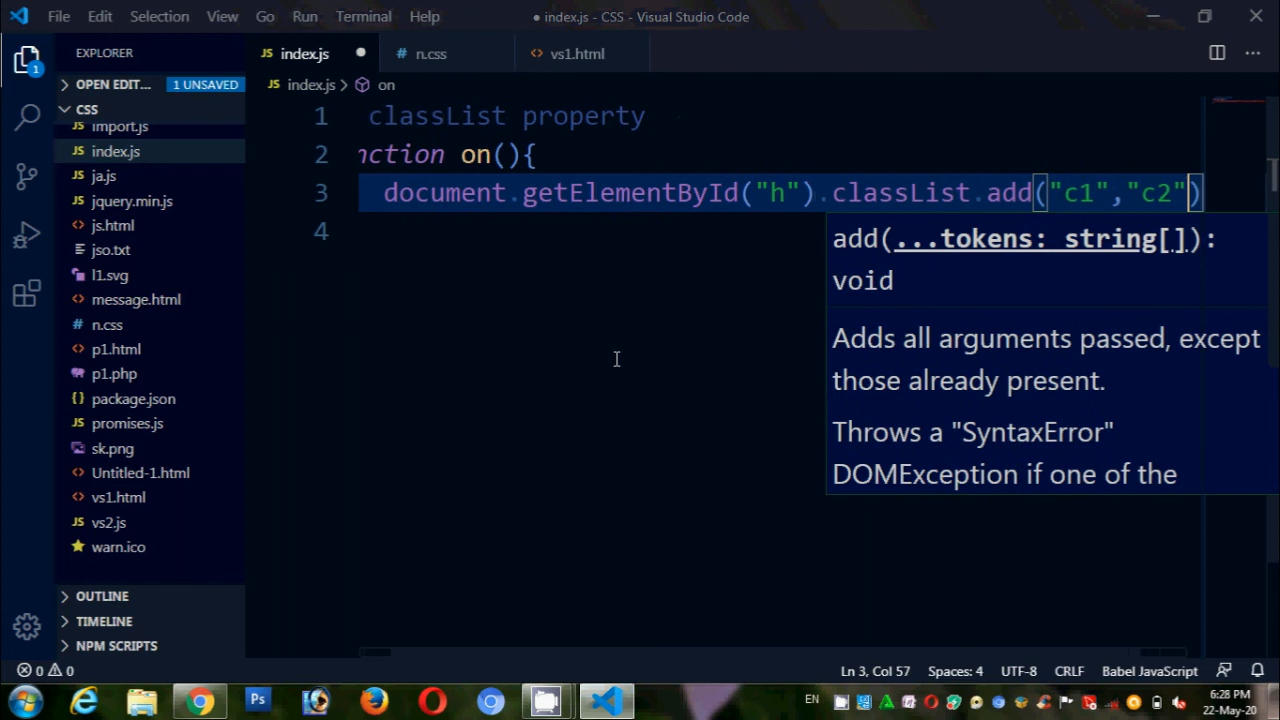 File Edit Selection View Go Run Terminal Help ● index.js - CSS - Visual Studio Code
EXPLORER
OPEN EDIT... 1 UNSAVED
CSS
import.js
index.js
ja.js
jquery.min.js
js.html
jso.txt
l1.svg
message.html
n.css
p1.html
p1.php
package.json
promises.js
sk.png
Untitled-1.html
vs1.html
vs2.js
warn.ico
OUTLINE
TIMELINE
NPM SCRIPTS
1
JS index.js ● # n.css <> vs1.html
JS index.js > on
1 classList property
2 nction on(){
3 document.getElementById("h").classList.add("c1","c2")
4
add(...tokens: string[]):
void
Adds all arguments passed, except
those already present.
Throws a "SyntaxError"
DOMException if one of the
0 0 Ln 3, Col 57 Spaces: 4 UTF-8 CRLF Babel JavaScript
Ps
EN
6:28 PM
22-May-20